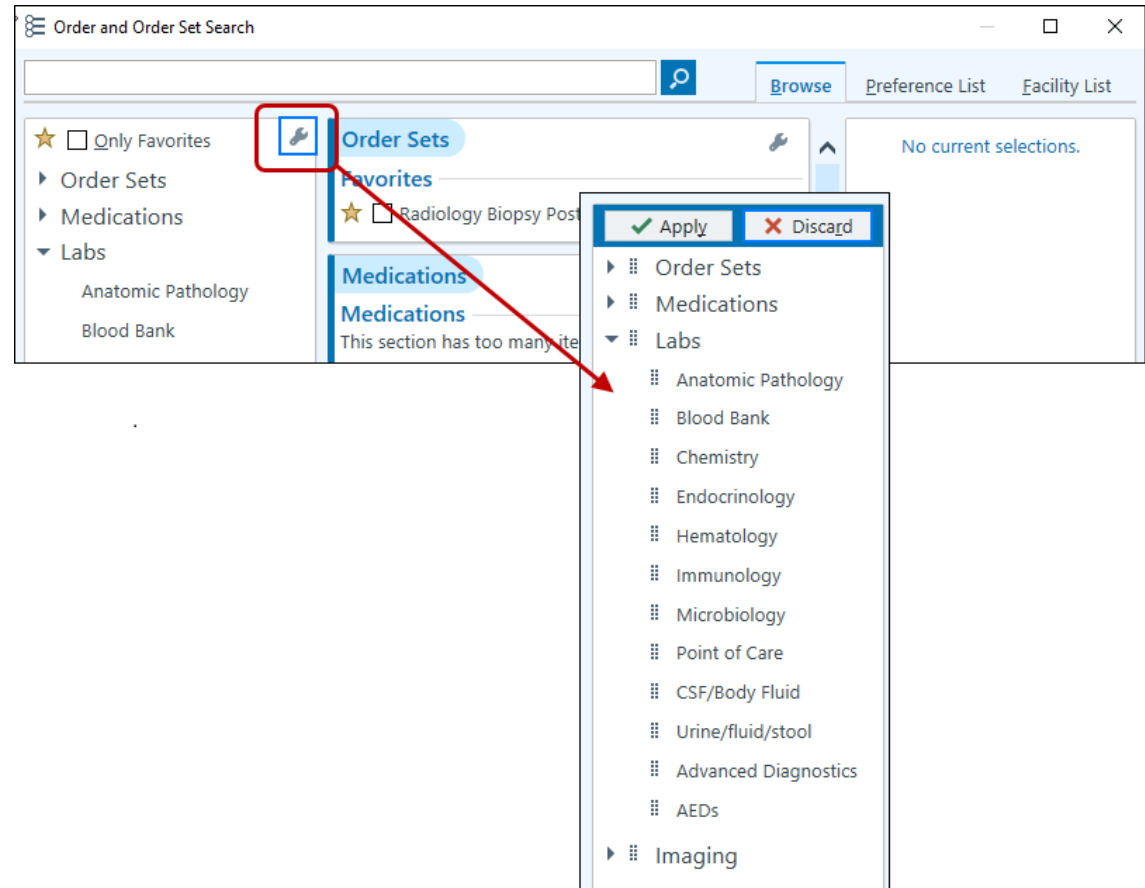 Order and Order Set Search
Browse Preference List Facility List
Only Favorites
Order Sets
Medications
Labs
Anatomic Pathology
Blood Bank
Order Sets
Favorites
Radiology Biopsy Post
Medications
Medications
This section has too many ite
No current selections.
Apply Discard
Order Sets
Medications
Labs
Anatomic Pathology
Blood Bank
Chemistry
Endocrinology
Hematology
Immunology
Microbiology
Point of Care
CSF/Body Fluid
Urine/fluid/stool
Advanced Diagnostics
AEDs
Imaging
.